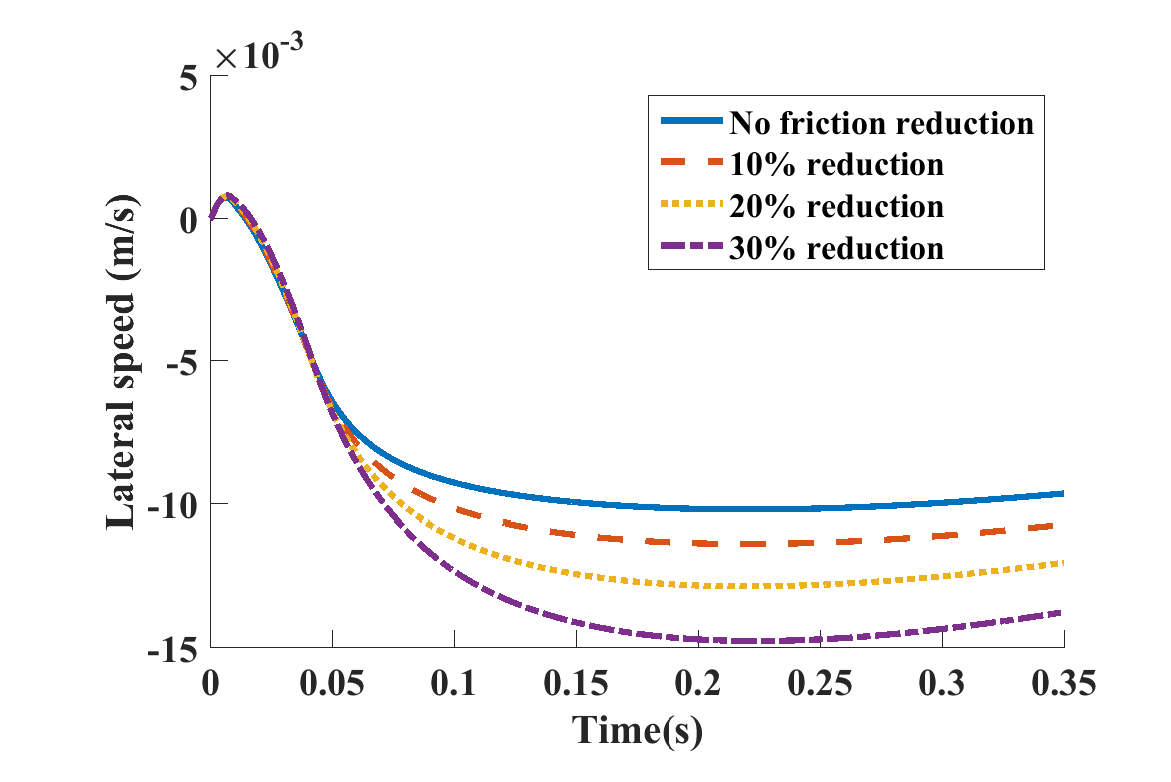 ×10-3
5
0
-5
-10
-15
Lateral speed (m/s)
No friction reduction
10% reduction
20% reduction
30% reduction
0 0.05 0.1 0.15 0.2 0.25 0.3 0.35
Time(s)